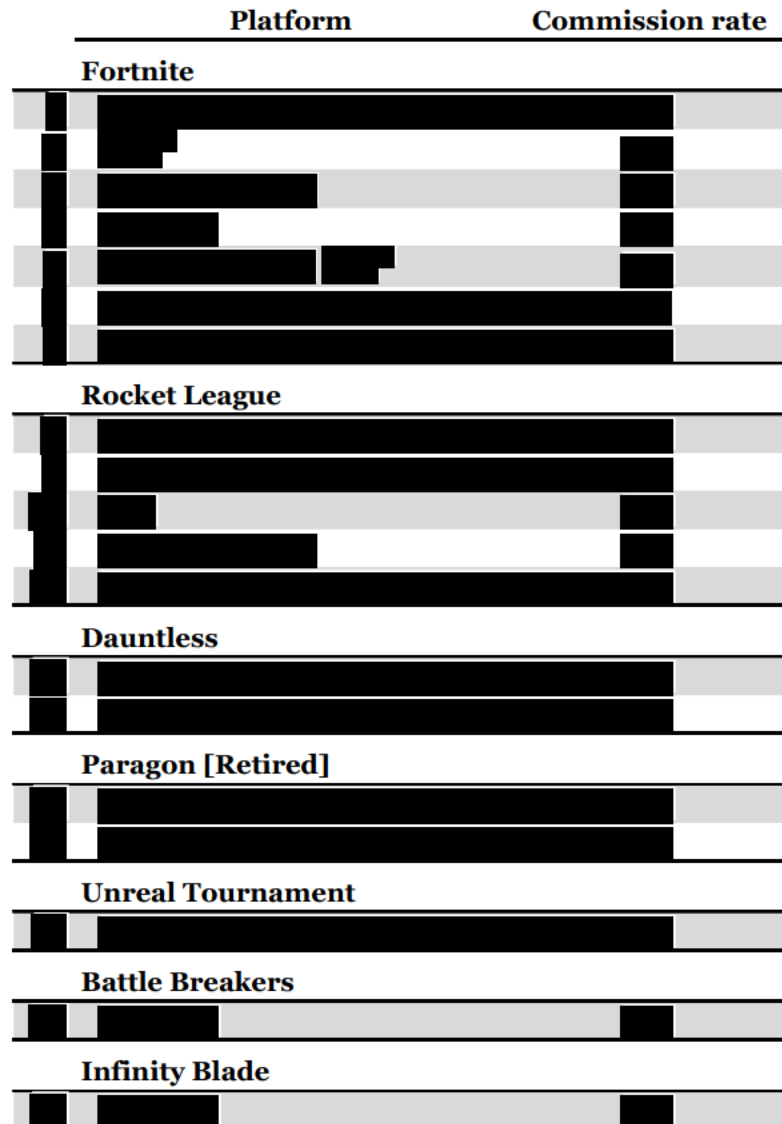 Platform Commission rate
Fortnite
Rocket League
Dauntless
Paragon [Retired]
Unreal Tournament
Battle Breakers
Infinity Blade